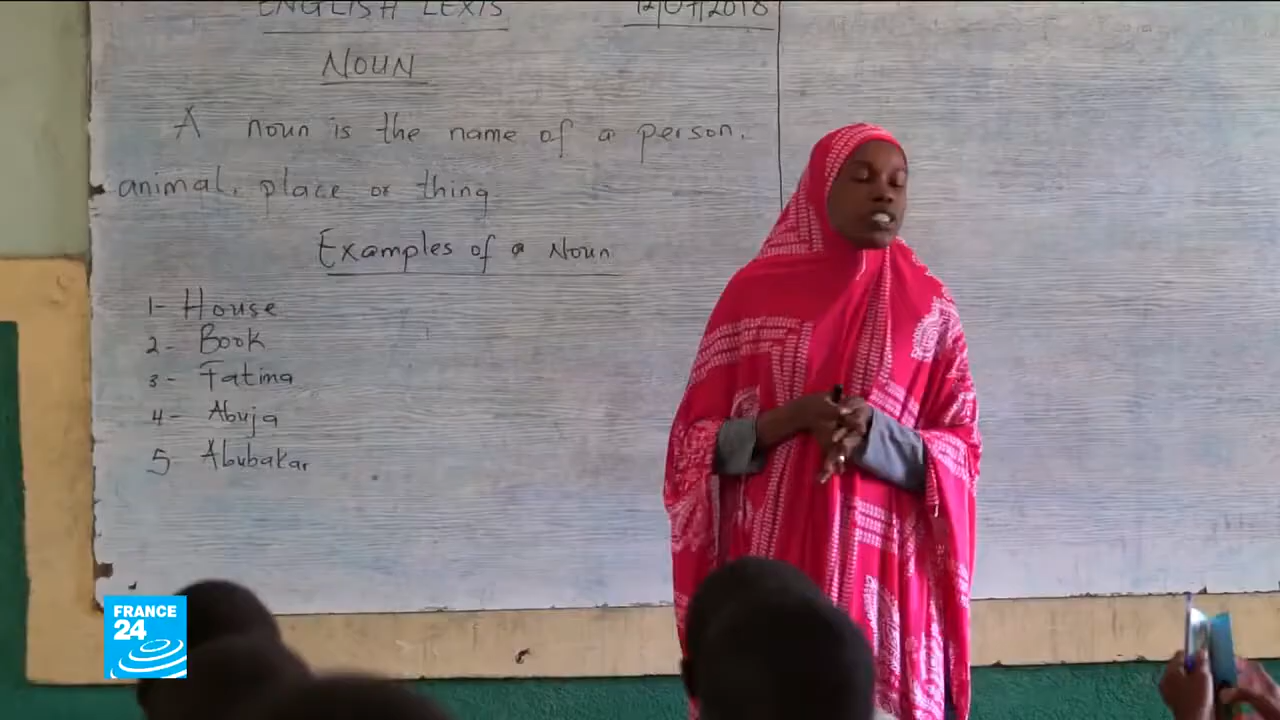 ENGLISH LEXIS 12/07/2018
NOUN
A noun is the name of a person,
animal, place or thing
Examples of a Noun
1- House
2- Book
3- Fatima
4- Abuja
5 Abubakar
FRANCE
24